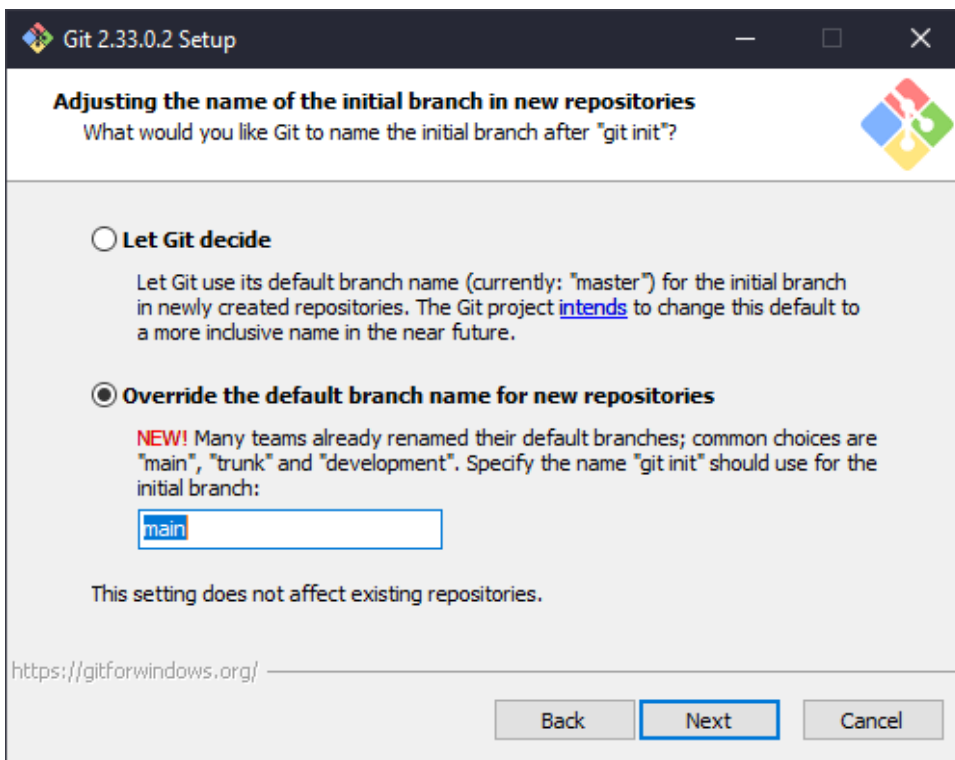 Git 2.33.0.2 Setup
Adjusting the name of the initial branch in new repositories
What would you like Git to name the initial branch after "git init"?
Let Git decide
Let Git use its default branch name (currently: "master") for the initial branch
in newly created repositories. The Git project intends to change this default to
a more inclusive name in the near future.
Override the default branch name for new repositories
NEW! Many teams already renamed their default branches; common choices are
"main", "trunk" and "development". Specify the name "git init" should use for the
initial branch:
main
This setting does not affect existing repositories.
https://gitforwindows.org/
Back Next Cancel